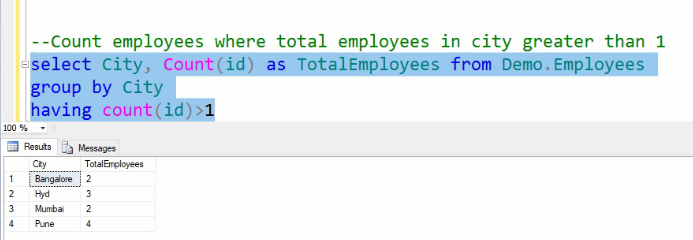 --Count employees where total employees in city greater than 1
select City, Count(id) as TotalEmployees from Demo.Employees
group by City
having count(id)>1
100 %
Results Messages
City TotalEmployees
1 Bangalore 2
2 Hyd 3
3 Mumbai 2
4 Pune 4